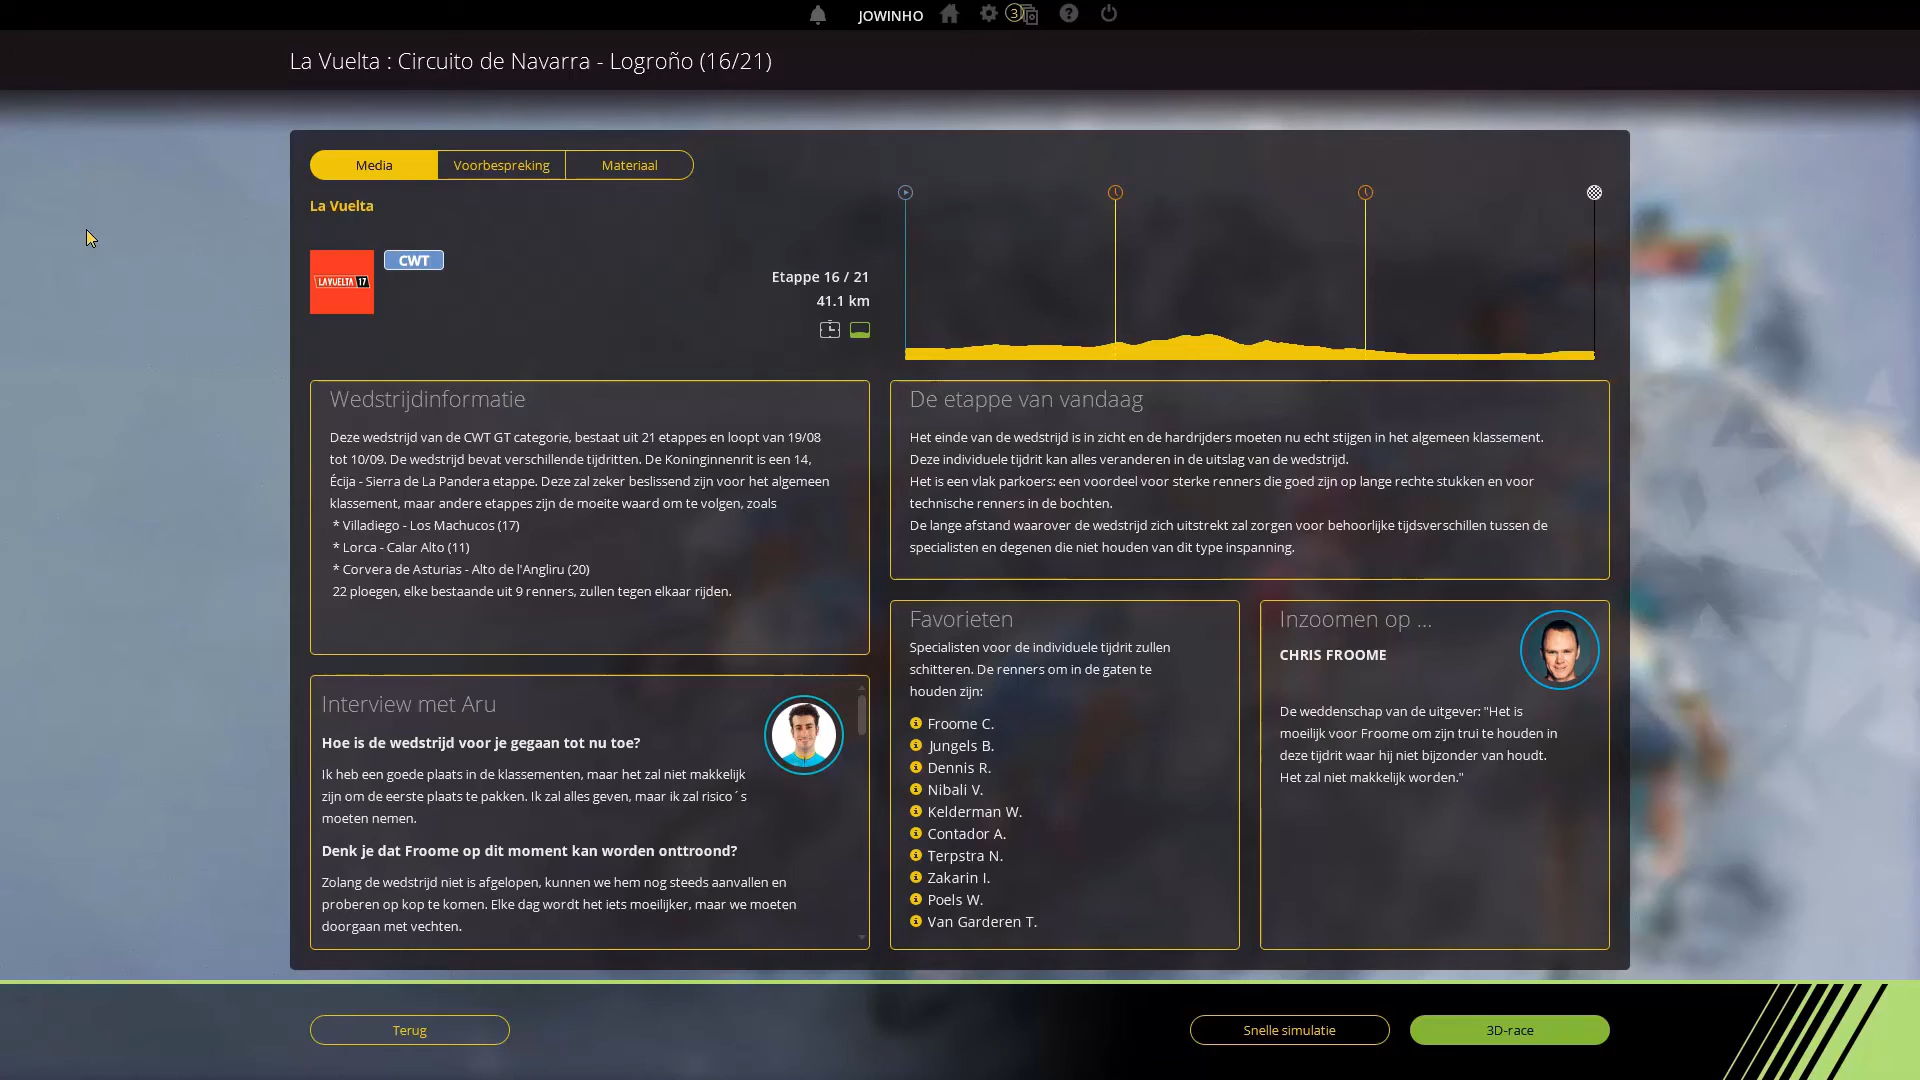 JOWINHO
3
La Vuelta : Circuito de Navarra - Logroño (16/21)
Media
Voorbespreking
Materiaal
La Vuelta
LA VUELTA 17
CWT
Etappe 16 / 21
41.1 km
Wedstrijdinformatie
Deze wedstrijd van de CWT GT categorie, bestaat uit 21 etappes en loopt van 19/08
tot 10/09. De wedstrijd bevat verschillende tijdritten. De Koninginnenrit is een 14,
Écija - Sierra de La Pandera etappe. Deze zal zeker beslissend zijn voor het algemeen
klassement, maar andere etappes zijn de moeite waard om te volgen, zoals
* Villadiego - Los Machucos (17)
* Lorca - Calar Alto (11)
* Corvera de Asturias - Alto de l'Angliru (20)
22 ploegen, elke bestaande uit 9 renners, zullen tegen elkaar rijden.
De etappe van vandaag
Het einde van de wedstrijd is in zicht en de hardrijders moeten nu echt stijgen in het algemeen klassement.
Deze individuele tijdrit kan alles veranderen in de uitslag van de wedstrijd.
Het is een vlak parkoers: een voordeel voor sterke renners die goed zijn op lange rechte stukken en voor
technische renners in de bochten.
De lange afstand waarover de wedstrijd zich uitstrekt zal zorgen voor behoorlijke tijdsverschillen tussen de
specialisten en degenen die niet houden van dit type inspanning.
Interview met Aru
Hoe is de wedstrijd voor je gegaan tot nu toe?
Ik heb een goede plaats in de klassementen, maar het zal niet makkelijk
zijn om de eerste plaats te pakken. Ik zal alles geven, maar ik zal risico´s
moeten nemen.
Denk je dat Froome op dit moment kan worden onttroond?
Zolang de wedstrijd niet is afgelopen, kunnen we hem nog steeds aanvallen en
proberen op kop te komen. Elke dag wordt het iets moeilijker, maar we moeten
doorgaan met vechten.
Favorieten
Specialisten voor de individuele tijdrit zullen
schitteren. De renners om in de gaten te
houden zijn:
Froome C.
Jungels B.
Dennis R.
Nibali V.
Kelderman W.
Contador A.
Terpstra N.
Zakarin I.
Poels W.
Van Garderen T.
Inzoomen op ...
CHRIS FROOME
De weddenschap van de uitgever: "Het is
moeilijk voor Froome om zijn trui te houden in
deze tijdrit waar hij niet bijzonder van houdt.
Het zal niet makkelijk worden."
Terug
Snelle simulatie
3D-race